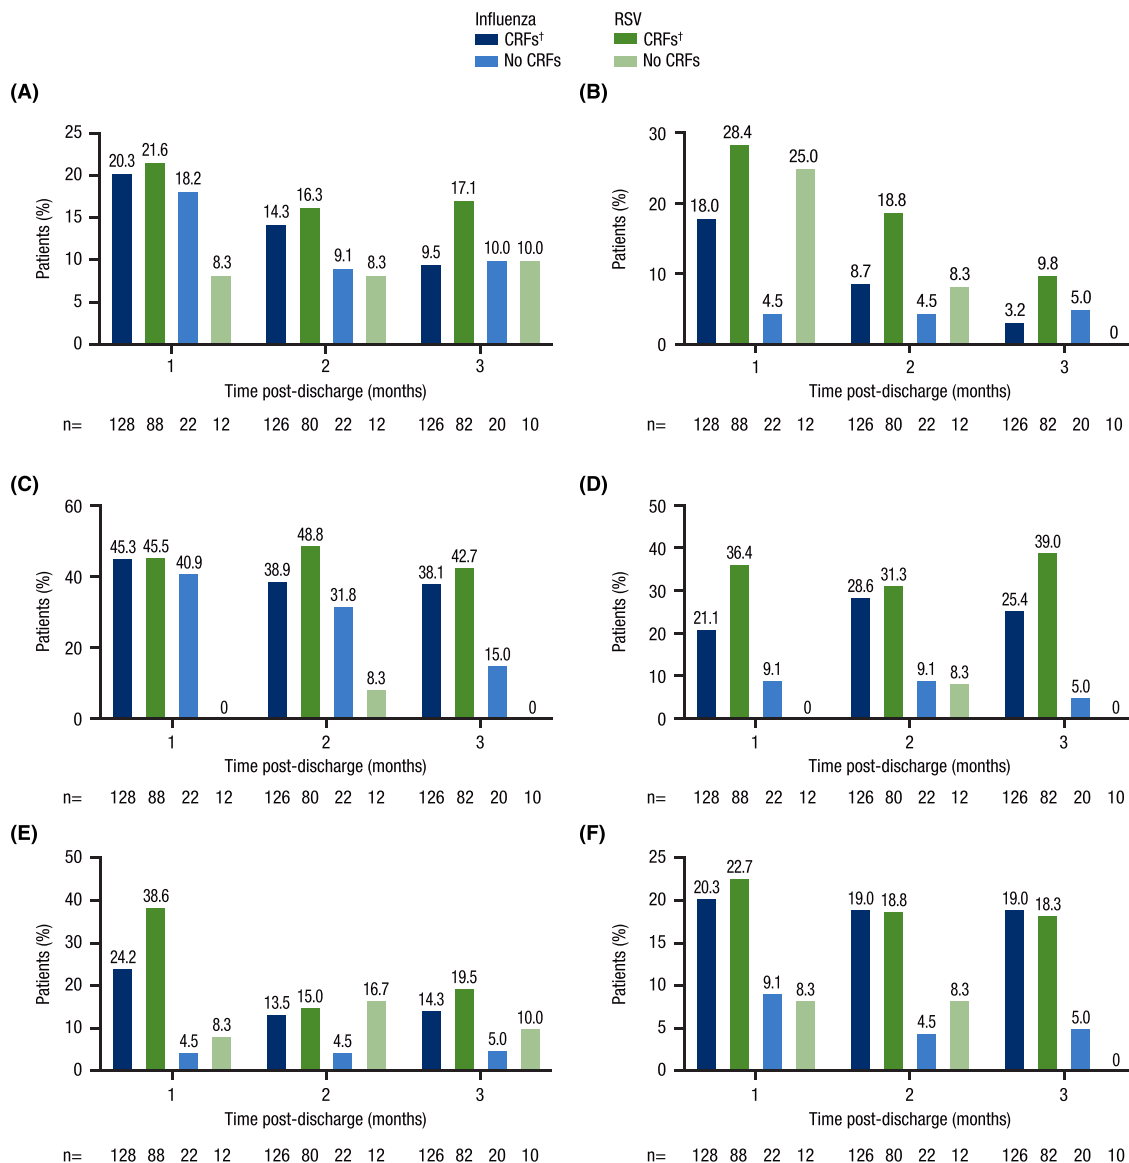 Influenza RSV
CRFs† CRFs†
No CRFs No CRFs
(A)
Patients (%)
25
20
15
10
5
0
20.3 21.6 18.2 8.3
14.3 16.3 9.1 8.3
9.5 17.1 10.0 10.0
1 2 3
Time post-discharge (months)
n= 128 88 22 12 126 80 22 12 126 82 20 10
(B)
Patients (%)
30
20
10
0
18.0 28.4 4.5 25.0
8.7 18.8 4.5 8.3
3.2 9.8 5.0 0
1 2 3
Time post-discharge (months)
n= 128 88 22 12 126 80 22 12 126 82 20 10
(C)
Patients (%)
60
40
20
0
45.3 45.5 40.9 0
38.9 48.8 31.8 8.3
38.1 42.7 15.0 0
1 2 3
Time post-discharge (months)
n= 128 88 22 12 126 80 22 12 126 82 20 10
(D)
Patients (%)
50
40
30
20
10
0
21.1 36.4 9.1 0
28.6 31.3 9.1 8.3
25.4 39.0 5.0 0
1 2 3
Time post-discharge (months)
n= 128 88 22 12 126 80 22 12 126 82 20 10
(E)
Patients (%)
50
40
30
20
10
0
24.2 38.6 4.5 8.3
13.5 15.0 4.5 16.7
14.3 19.5 5.0 10.0
1 2 3
Time post-discharge (months)
n= 128 88 22 12 126 80 22 12 126 82 20 10
(F)
Patients (%)
25
20
15
10
5
0
20.3 22.7 9.1 8.3
19.0 18.8 4.5 8.3
19.0 18.3 5.0 0
1 2 3
Time post-discharge (months)
n= 128 88 22 12 126 80 22 12 126 82 20 10